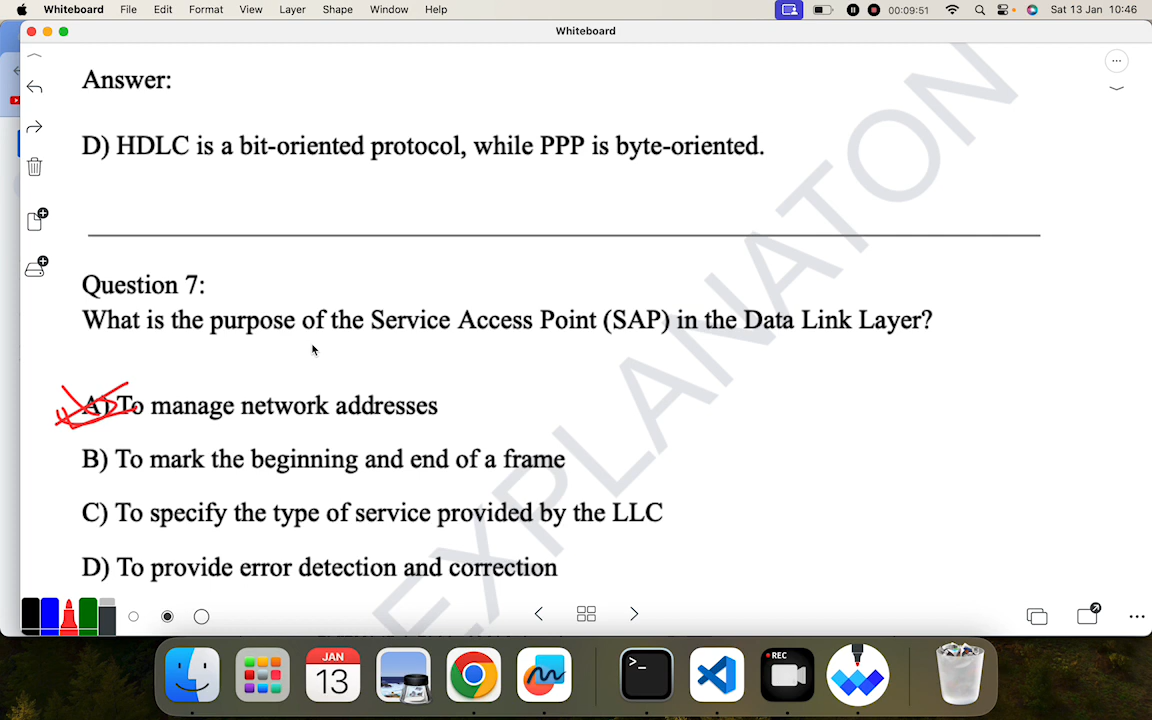 Whiteboard File Edit Format View Layer Shape Window Help 00:09:51 Sat 13 Jan 10:46
Whiteboard
Answer:
D) HDLC is a bit-oriented protocol, while PPP is byte-oriented.
Question 7:
What is the purpose of the Service Access Point (SAP) in the Data Link Layer?
A) To manage network addresses
B) To mark the beginning and end of a frame
C) To specify the type of service provided by the LLC
D) To provide error detection and correction
EXPLANATON
JAN
13
>_
REC